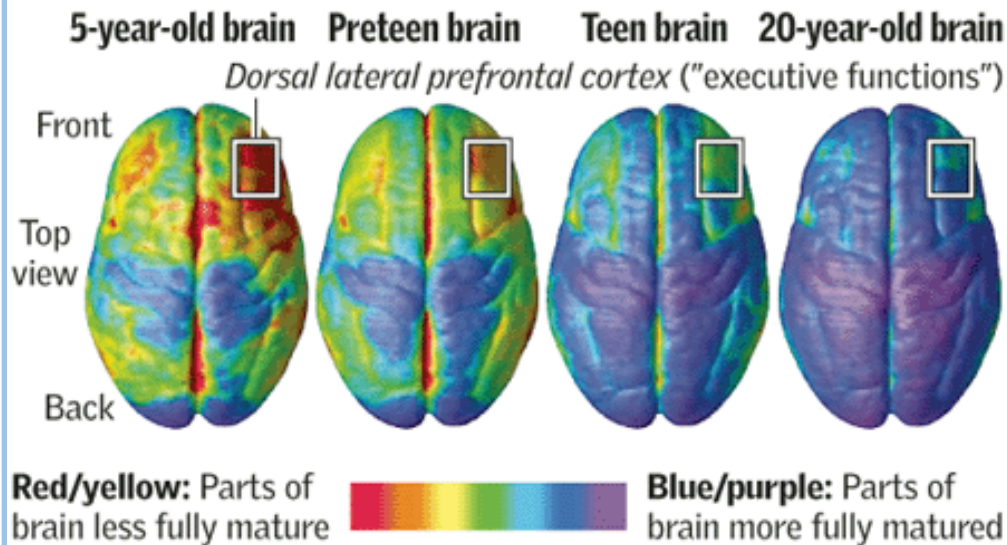 5-year-old brain Preteen brain Teen brain 20-year-old brain
Dorsal lateral prefrontal cortex ("executive functions")
Front
Top
view
Back
Red/yellow: Parts of
brain less fully mature
Blue/purple: Parts of
brain more fully matured